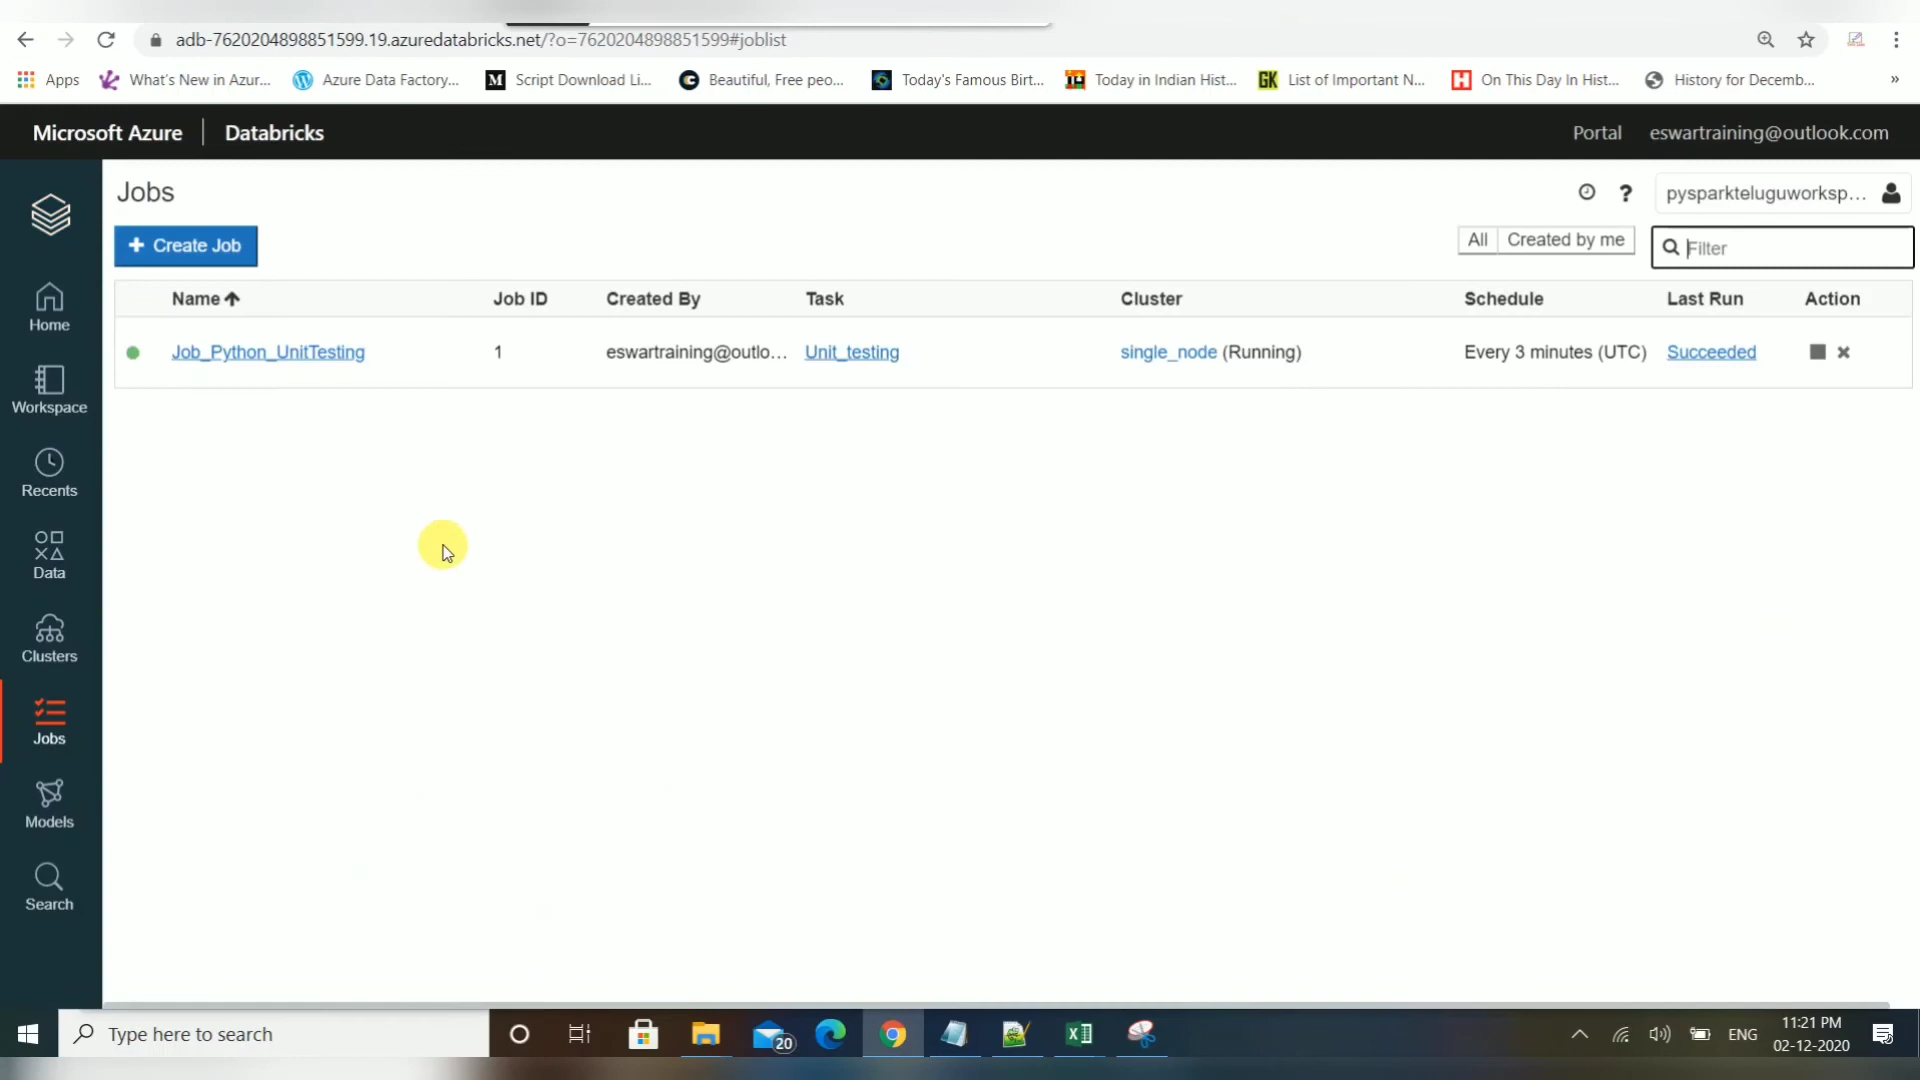 adb-7620204898851599.19.azuredatabricks.net/?o=7620204898851599#joblist
Apps What's New in Azur... Azure Data Factory... M Script Download Li... Beautiful, Free peo... Today's Famous Birt... Today in Indian Hist... GK List of Important N... H On This Day In Hist... History for Decemb... »
Microsoft Azure Databricks Portal eswartraining@outlook.com
Jobs ? pysparkteluguworksp...
+ Create Job All Created by me Filter
Name Job ID Created By Task Cluster Schedule Last Run Action
Job_Python_UnitTesting 1 eswartraining@outlo... Unit_testing single_node (Running) Every 3 minutes (UTC) Succeeded
Home
Workspace
Recents
Data
Clusters
Jobs
Models
Search
Type here to search 20 ENG 11:21 PM
02-12-2020